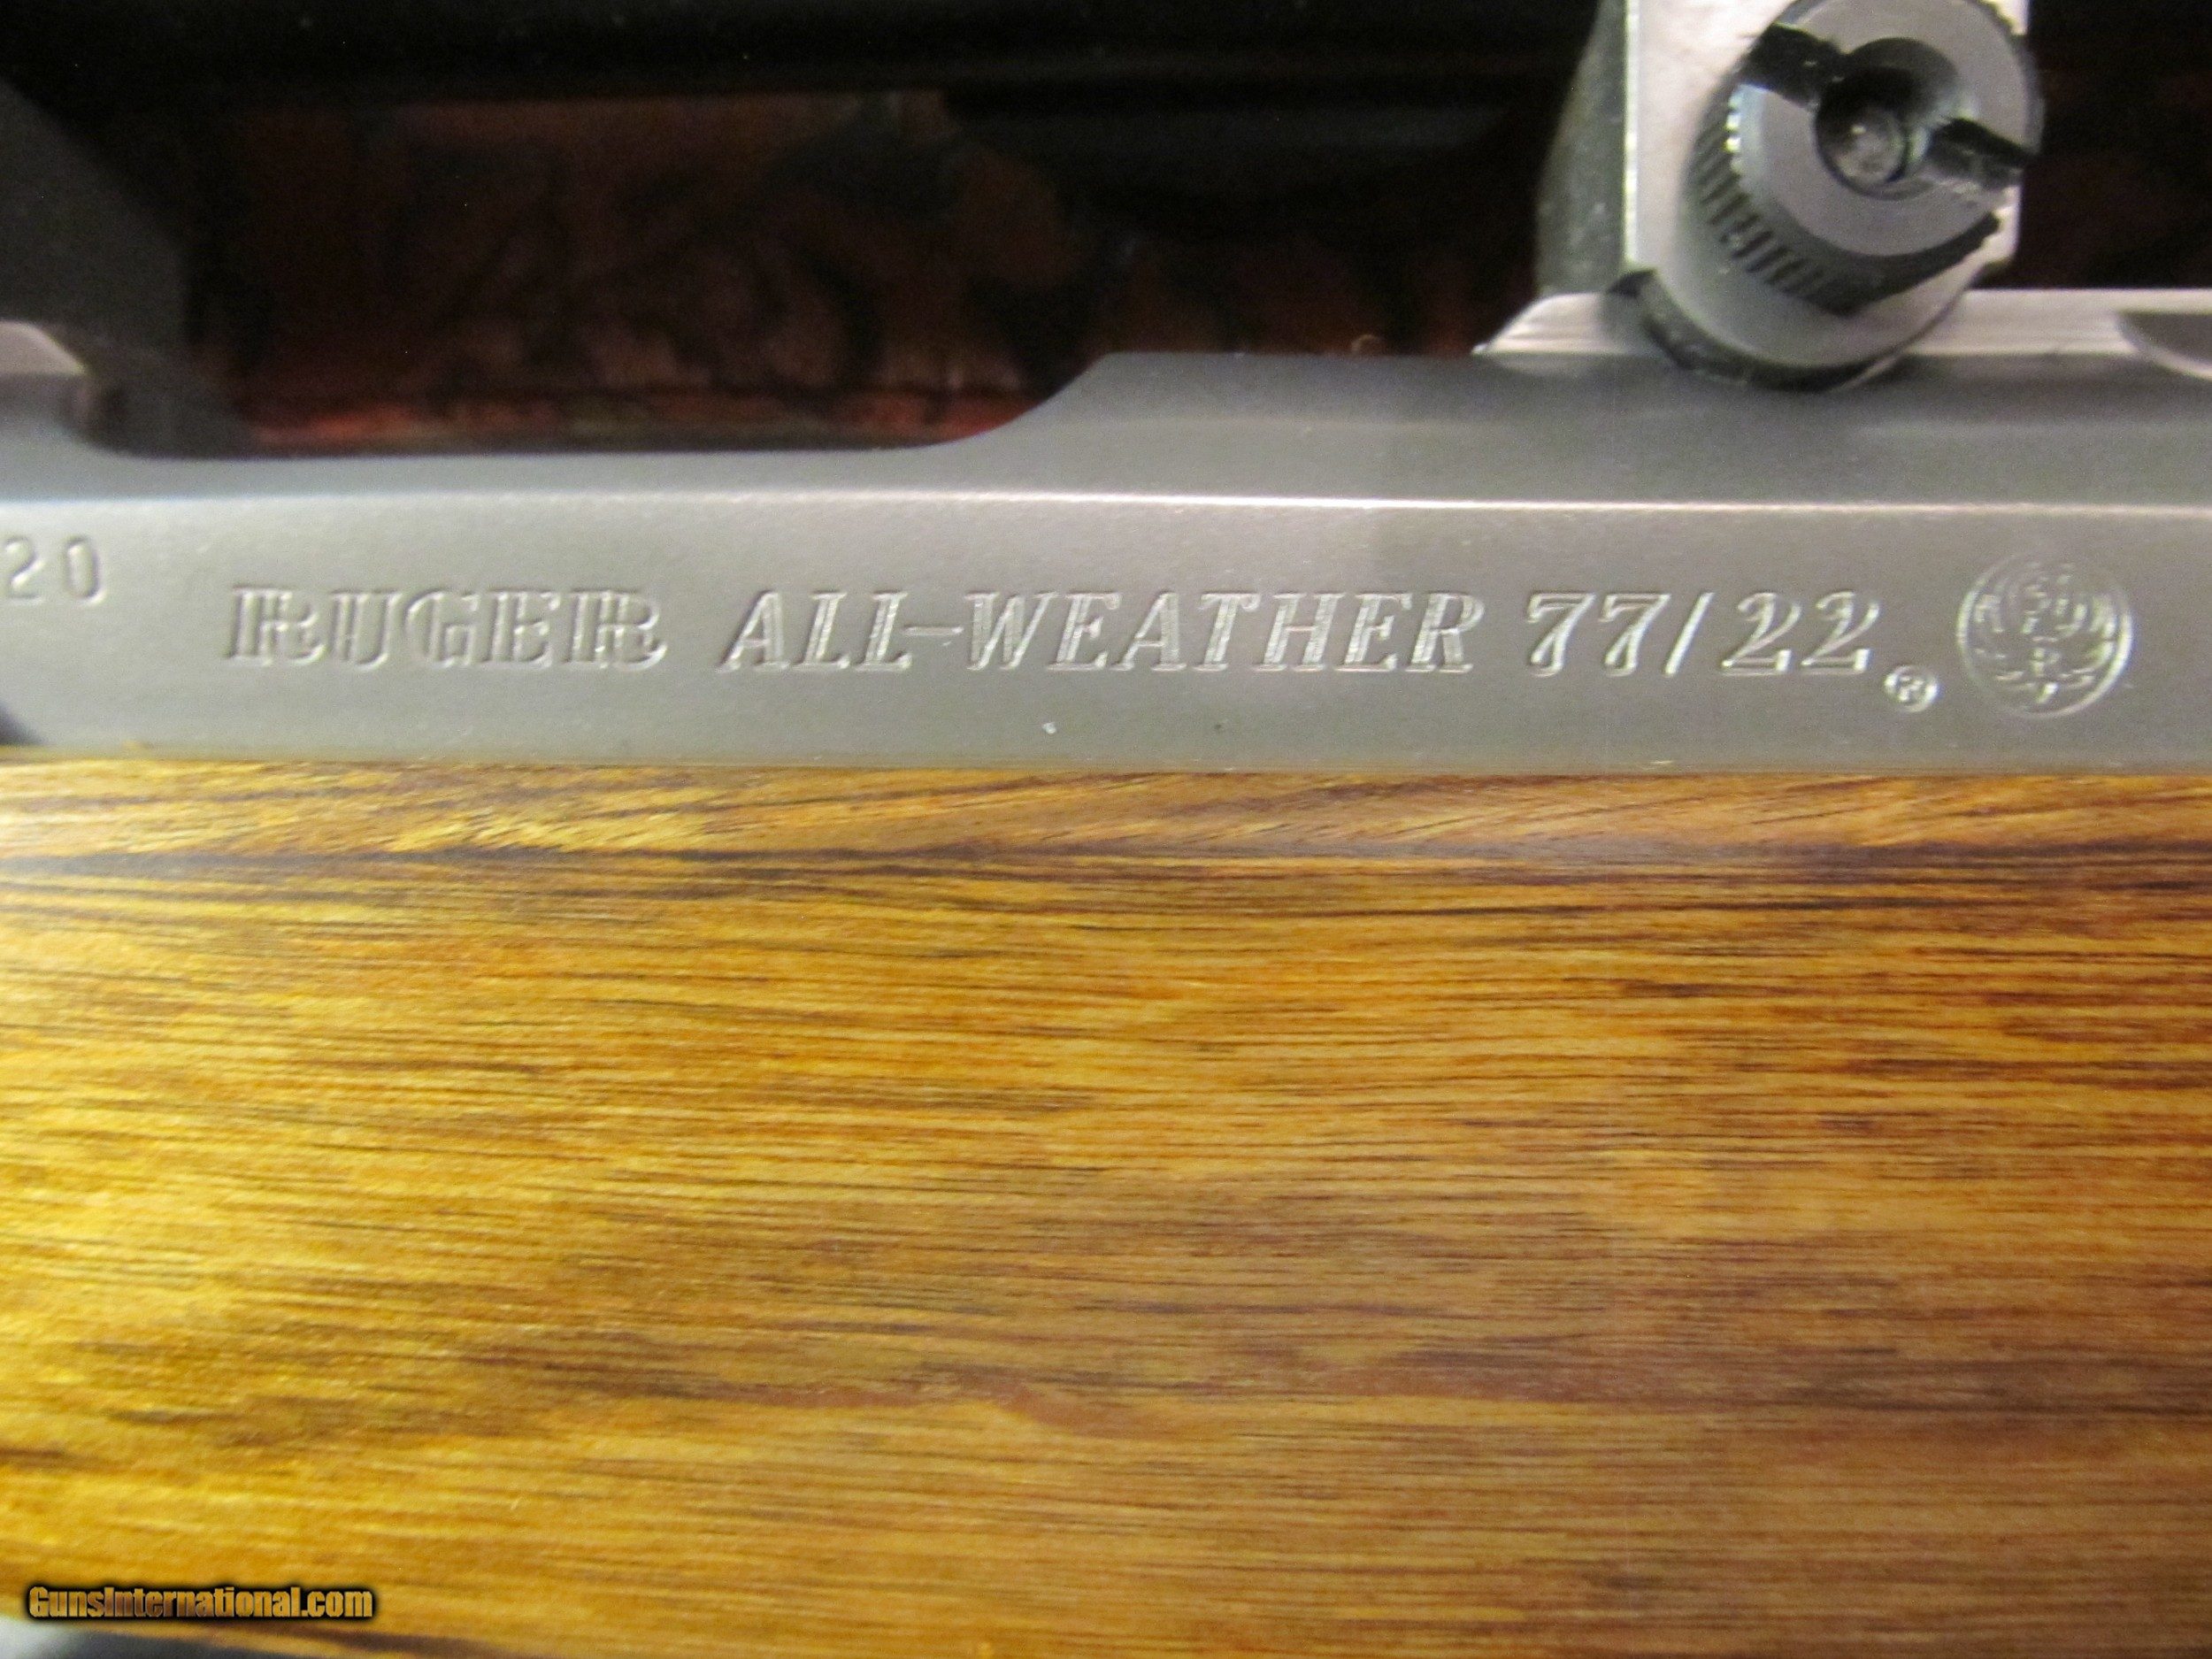 20 RUGER ALL-WEATHER 77/22 ®
GunsInternational.com